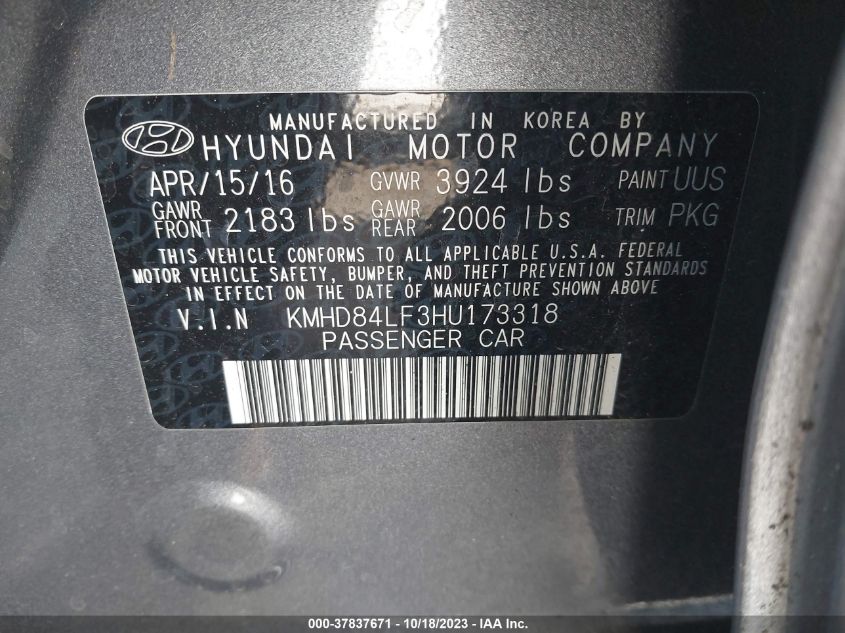 MANUFACTURED IN KOREA BY
HYUNDAI MOTOR COMPANY
APR/15/16 GVWR 3924 lbs PAINT UUS
GAWR FRONT 2183 lbs GAWR REAR 2006 lbs TRIM PKG
THIS VEHICLE CONFORMS TO ALL APPLICABLE U.S.A. FEDERAL
MOTOR VEHICLE SAFETY, BUMPER, AND THEFT PREVENTION STANDARDS
IN EFFECT ON THE DATE OF MANUFACTURE SHOWN ABOVE
V.I.N KMHD84LF3HU173318
PASSENGER CAR
000-37837671 - 10/18/2023 - IAA Inc.